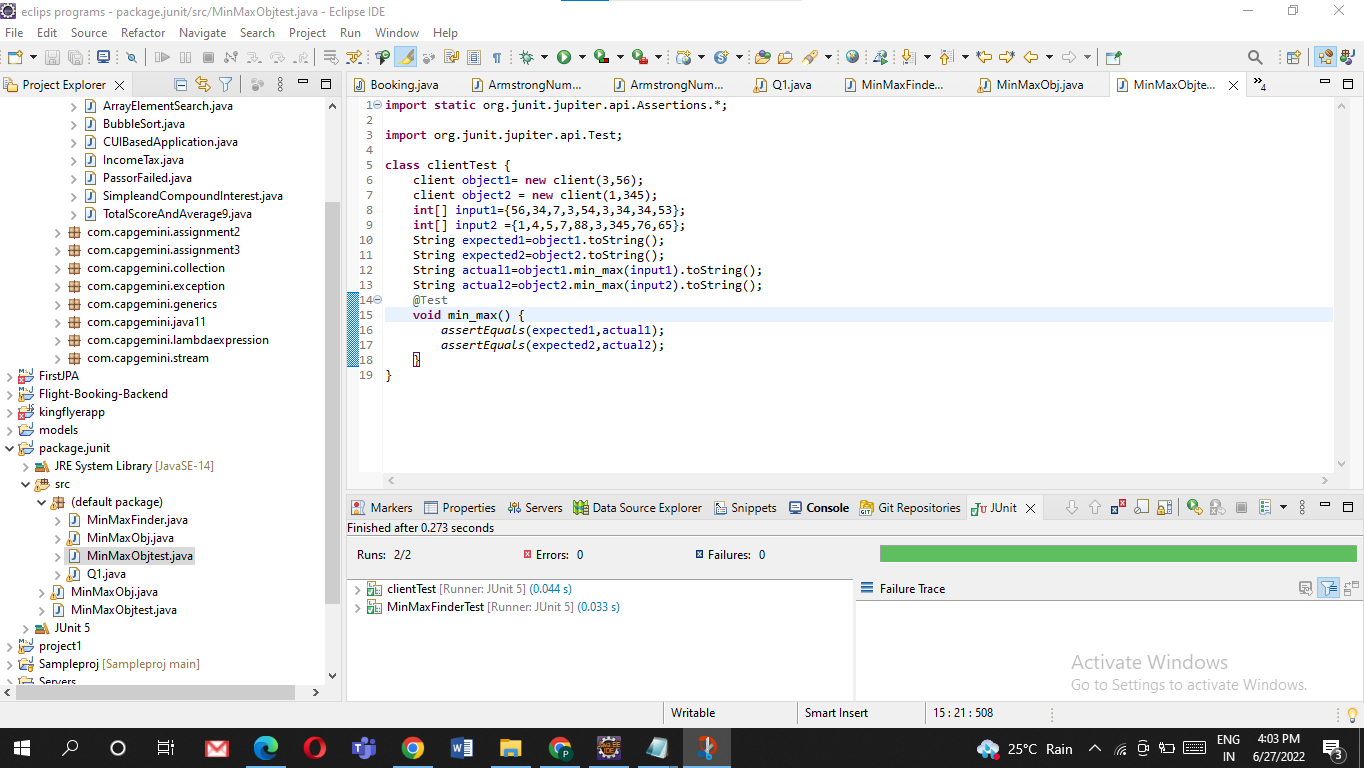 eclips programs - package.junit/src/MinMaxObjtest.java - Eclipse IDE
File Edit Source Refactor Navigate Search Project Run Window Help
Project Explorer
ArrayElementSearch.java
BubbleSort.java
CUIBasedApplication.java
IncomeTax.java
PassorFailed.java
SimpleandCompoundInterest.java
TotalScoreAndAverage9.java
com.capgemini.assignment2
com.capgemini.assignment3
com.capgemini.collection
com.capgemini.exception
com.capgemini.generics
com.capgemini.java11
com.capgemini.lambdaexpression
com.capgemini.stream
FirstJPA
Flight-Booking-Backend
kingflyerapp
models
package.junit
JRE System Library [JavaSE-14]
src
(default package)
MinMaxFinder.java
MinMaxObj.java
MinMaxObjtest.java
Q1.java
MinMaxObj.java
MinMaxObjtest.java
JUnit 5
project1
Sampleproj [Sampleproj main]
Servers
Booking.java ArmstrongNum... ArmstrongNum... Q1.java MinMaxFinde... MinMaxObj.java MinMaxObjte... 4
1 import static org.junit.jupiter.api.Assertions.*;
2
3 import org.junit.jupiter.api.Test;
4
5 class clientTest {
6 client object1= new client(3,56);
7 client object2 = new client(1,345);
8 int[] input1={56,34,7,3,54,3,34,34,53};
9 int[] input2 ={1,4,5,7,88,3,345,76,65};
10 String expected1=object1.toString();
11 String expected2=object2.toString();
12 String actual1=object1.min_max(input1).toString();
13 String actual2=object2.min_max(input2).toString();
14 @Test
15 void min_max() {
16 assertEquals(expected1,actual1);
17 assertEquals(expected2,actual2);
18 }
19 }
Markers Properties Servers Data Source Explorer Snippets Console Git Repositories JUnit
Finished after 0.273 seconds
Runs: 2/2 Errors: 0 Failures: 0
clientTest [Runner: JUnit 5] (0.044 s)
MinMaxFinderTest [Runner: JUnit 5] (0.033 s)
Failure Trace
Activate Windows
Go to Settings to activate Windows.
Writable Smart Insert 15 : 21 : 508
25°C Rain
ENG
IN
4:03 PM
6/27/2022
3